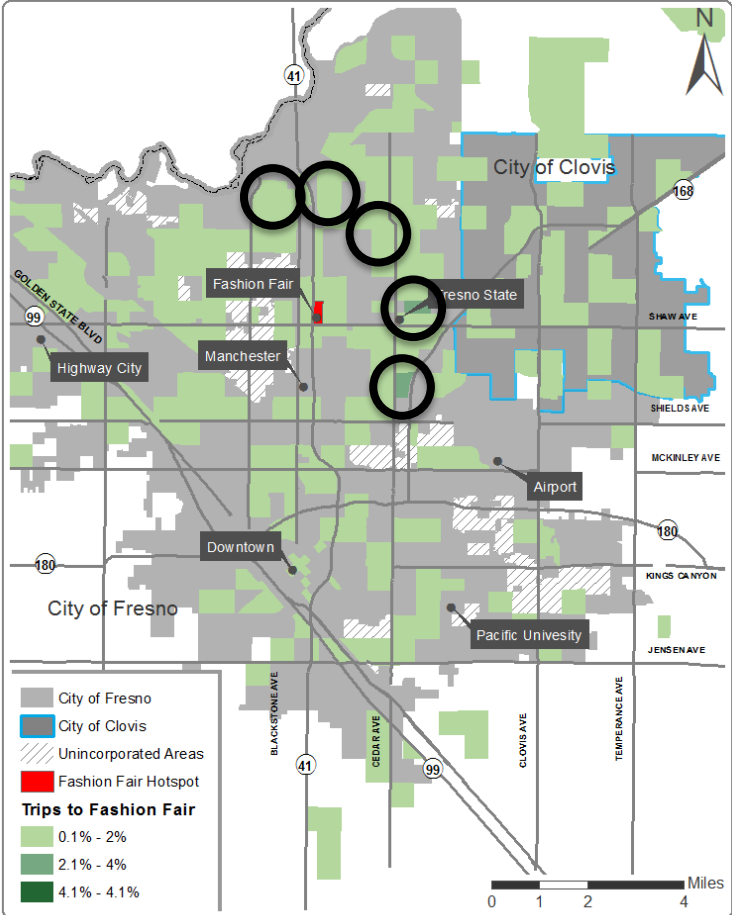 N
41
City of Clovis
168
Fashion Fair
Fresno State
GOLDEN STATE BLVD
99
SHAW AVE
Manchester
Highway City
SHIELDS AVE
MCKINLEY AVE
Airport
180
Downtown
180
KINGS CANYON
City of Fresno
Pacific Univesity
JENSEN AVE
BLACKSTONE AVE
CEDAR AVE
CLOVIS AVE
TEMPERANCE AVE
41
99
City of Fresno
City of Clovis
Unincorporated Areas
Fashion Fair Hotspot
Trips to Fashion Fair
0.1% - 2%
2.1% - 4%
4.1% - 4.1%
Miles
0 1 2 4